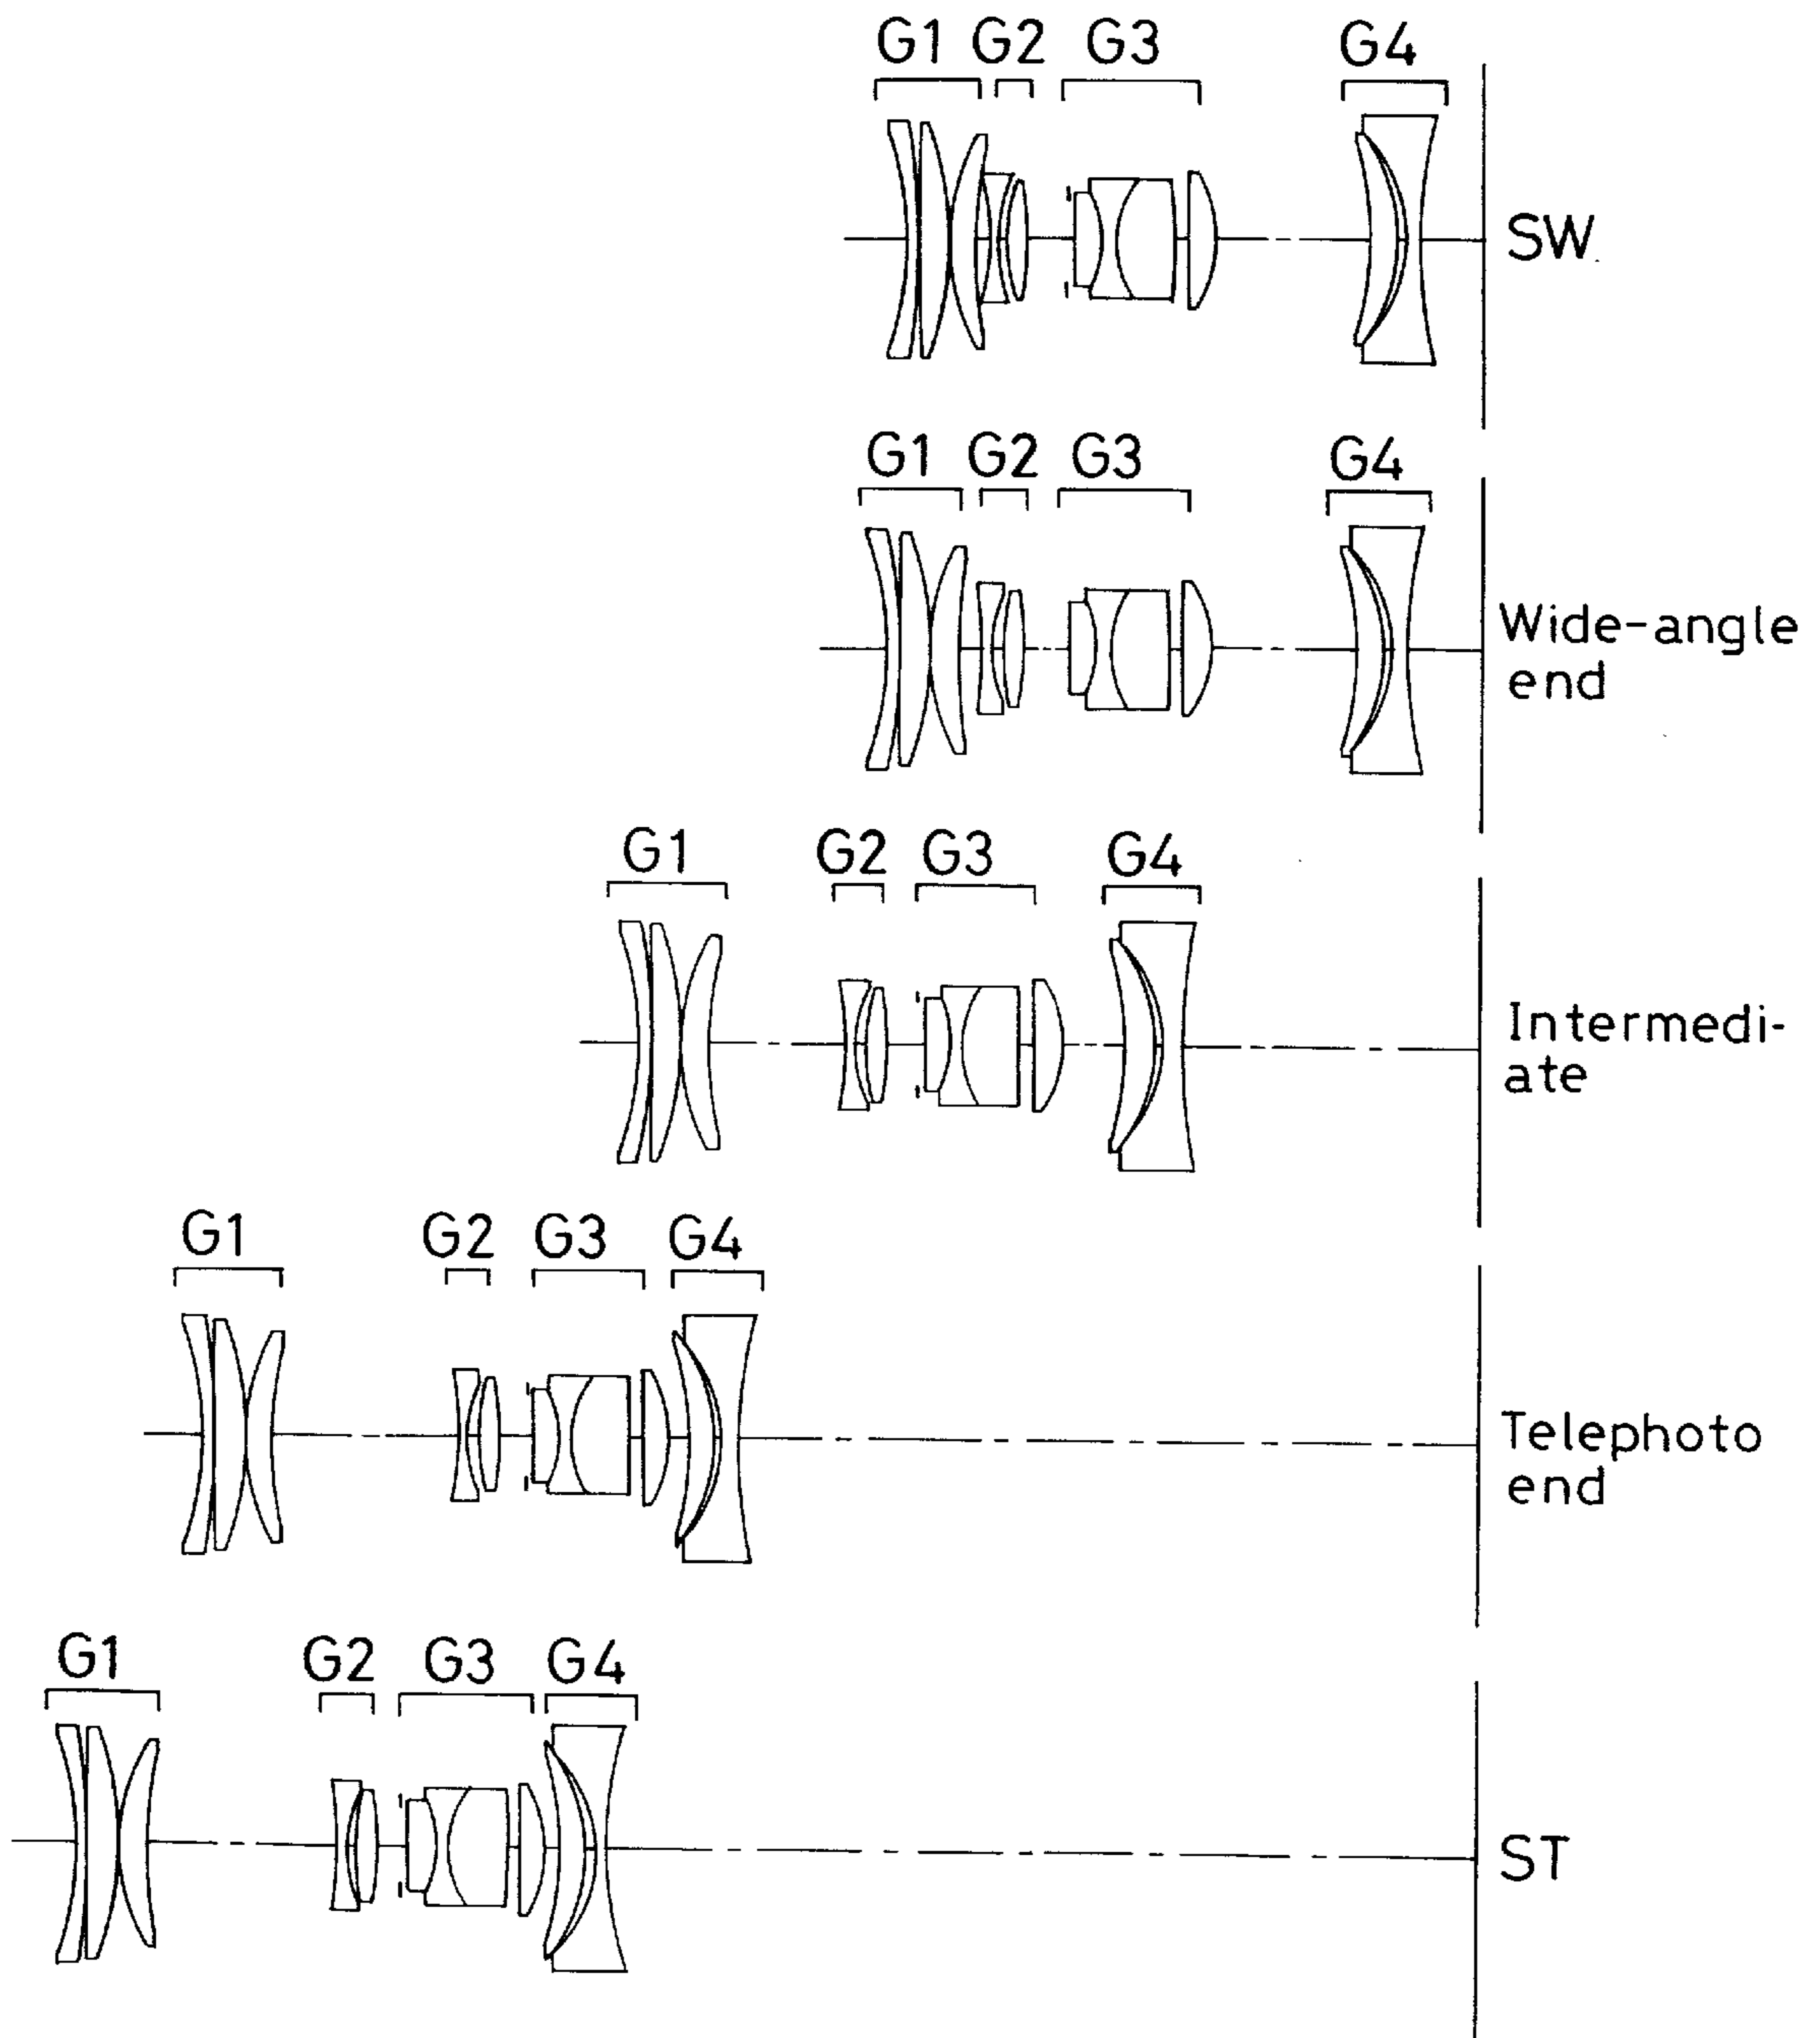 G1 G2 G3 G4
SW
G1 G2 G3 G4
Wide-angle
end
G1 G2 G3 G4
Intermedi-
ate
G1 G2 G3 G4
Telephoto
end
G1 G2 G3 G4
ST